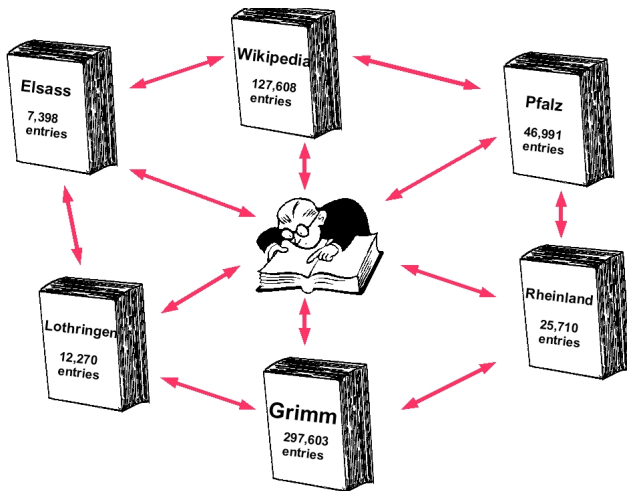 Elsass
7,398
entries
Wikipedia
127,608
entries
Pfalz
46,991
entries
Lothringen
12,270
entries
Rheinland
25,710
entries
Grimm
297,603
entries